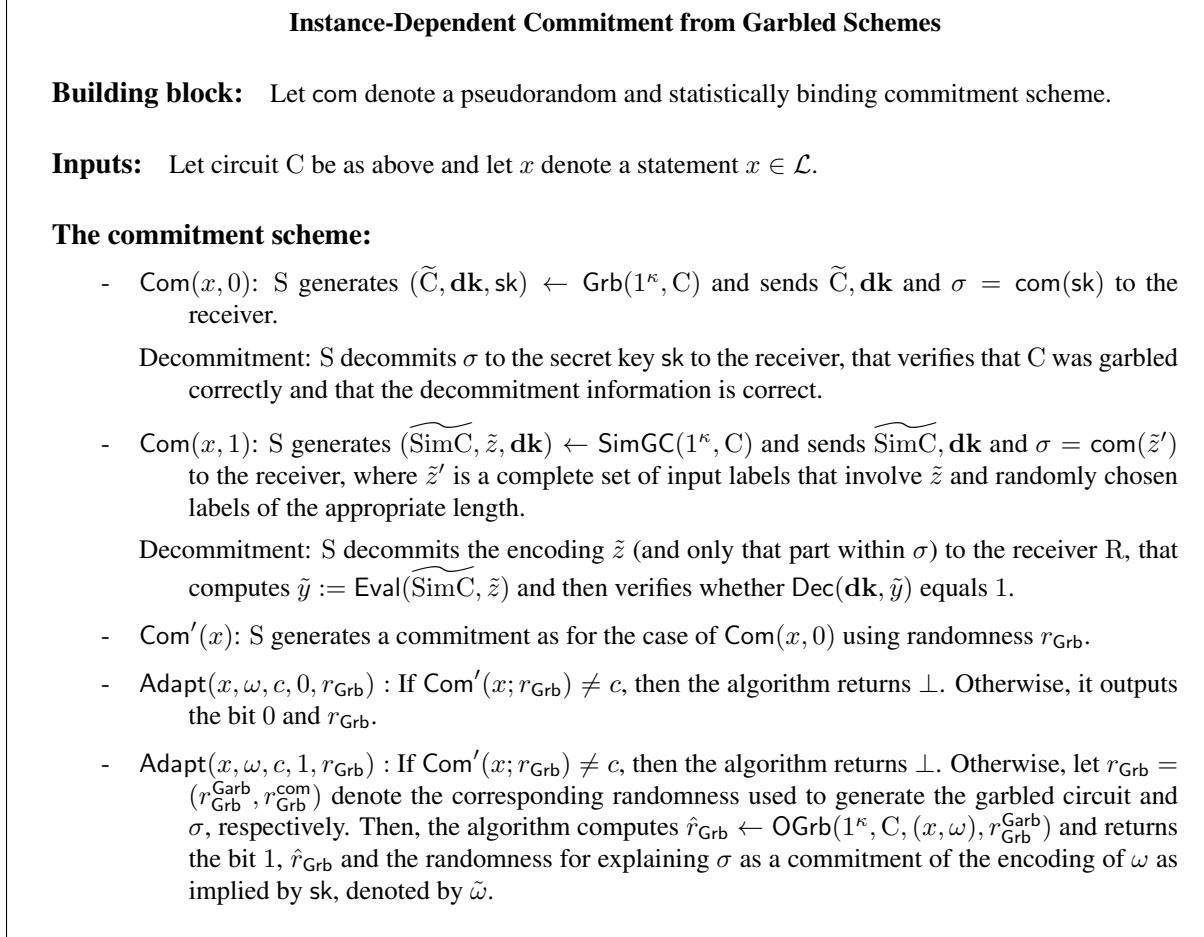 Instance-Dependent Commitment from Garbled Schemes
Building block: Let com denote a pseudorandom and statistically binding commitment scheme.
Inputs: Let circuit C be as above and let x denote a statement x ∈ ℒ.
The commitment scheme:
- Com(x, 0): S generates (C̃, dk, sk) ← Grb(1^κ, C) and sends C̃, dk and σ = com(sk) to the
receiver.
Decommitment: S decommits σ to the secret key sk to the receiver, that verifies that C was garbled
correctly and that the decommitment information is correct.
- Com(x, 1): S generates (\widetilde{SimC}, z̃, dk) ← SimGC(1^κ, C) and sends \widetilde{SimC}, dk and σ = com(z̃′)
to the receiver, where z̃′ is a complete set of input labels that involve z̃ and randomly chosen
labels of the appropriate length.
Decommitment: S decommits the encoding z̃ (and only that part within σ) to the receiver R, that
computes ỹ := Eval(\widetilde{SimC}, z̃) and then verifies whether Dec(dk, ỹ) equals 1.
- Com′(x): S generates a commitment as for the case of Com(x, 0) using randomness r_Grb.
- Adapt(x, ω, c, 0, r_Grb) : If Com′(x; r_Grb) ≠ c, then the algorithm returns ⊥. Otherwise, it outputs
the bit 0 and r_Grb.
- Adapt(x, ω, c, 1, r_Grb) : If Com′(x; r_Grb) ≠ c, then the algorithm returns ⊥. Otherwise, let r_Grb =
(r_Grb^Garb, r_Grb^com) denote the corresponding randomness used to generate the garbled circuit and
σ, respectively. Then, the algorithm computes r̂_Grb ← OGrb(1^κ, C, (x, ω), r_Grb^Garb) and returns
the bit 1, r̂_Grb and the randomness for explaining σ as a commitment of the encoding of ω as
implied by sk, denoted by ω̃.